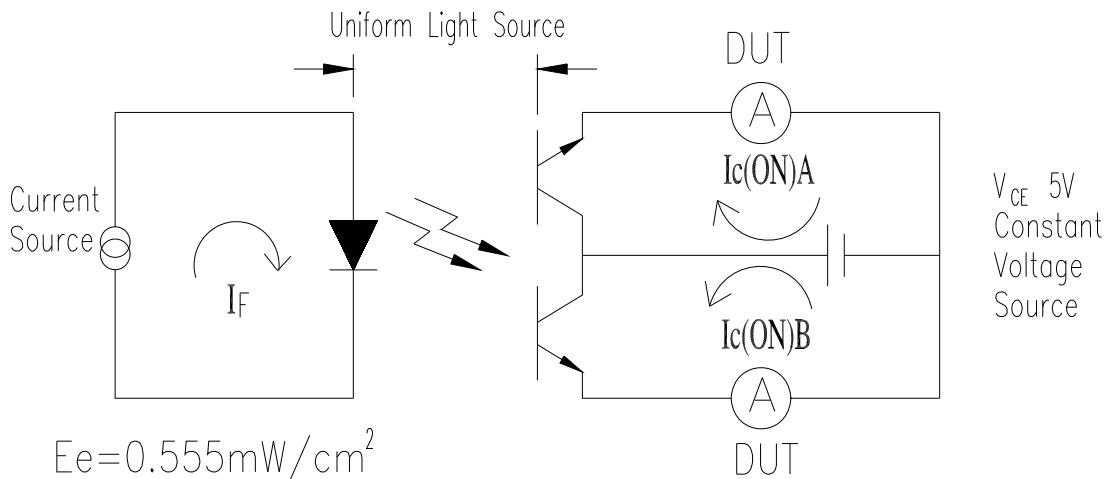 Uniform Light Source
DUT
A
Ic(ON)A
Current
Source
IF
VCE 5V
Constant
Voltage
Source
Ic(ON)B
A
DUT
Ee=0.555mW/cm²